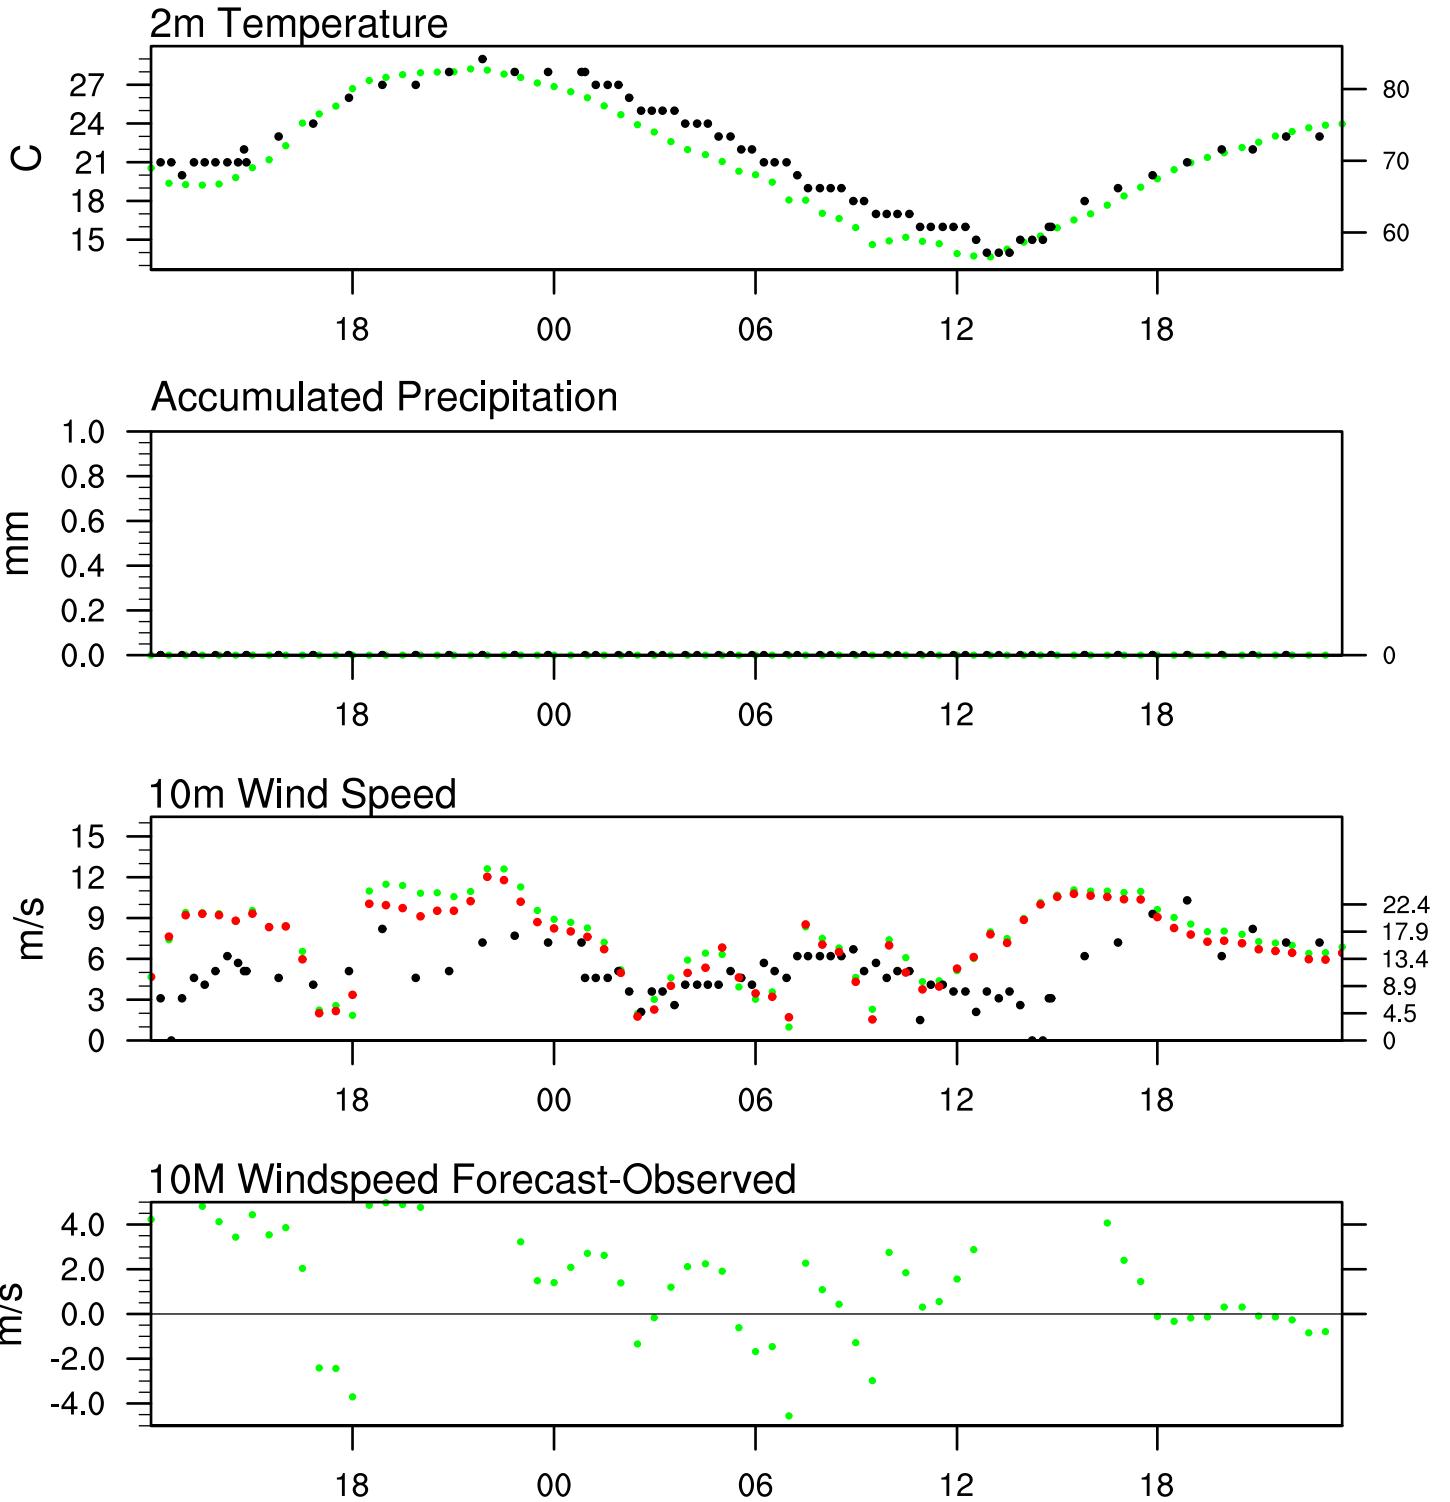 2m Temperature
27
24
21
18
15
C
80
70
60
18 00 06 12 18
Accumulated Precipitation
1.0
0.8
0.6
0.4
0.2
0.0
mm
0
18 00 06 12 18
10m Wind Speed
15
12
9
6
3
0
m/s
22.4
17.9
13.4
8.9
4.5
0
18 00 06 12 18
10M Windspeed Forecast-Observed
4.0
2.0
0.0
-2.0
-4.0
m/s
18 00 06 12 18